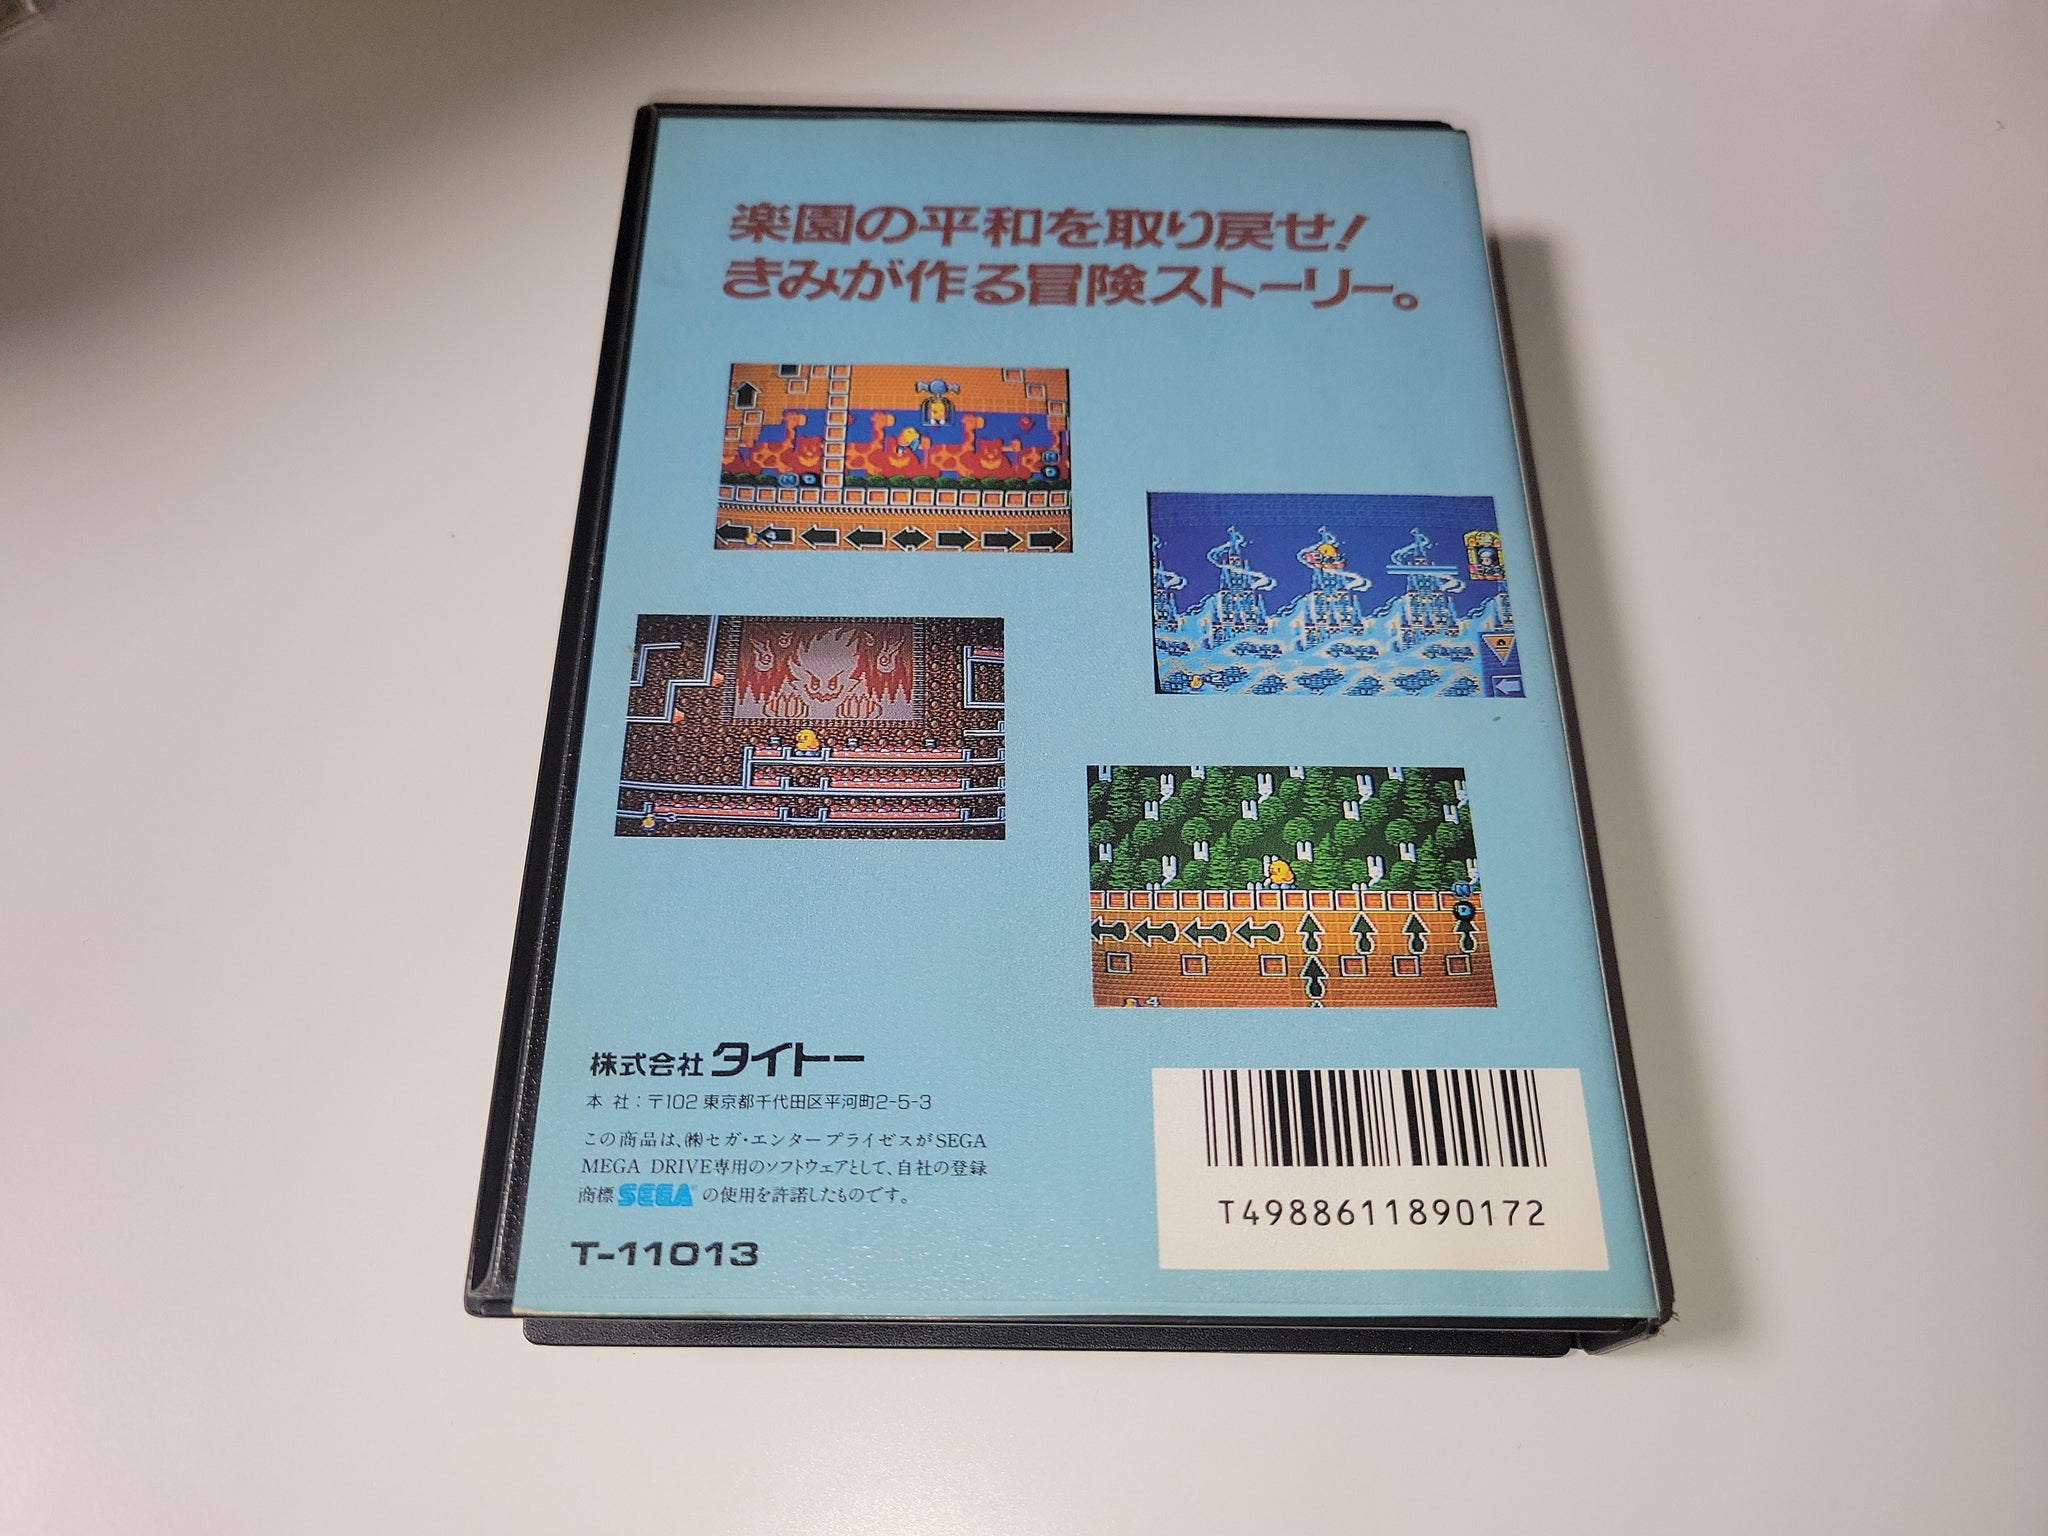 楽園の平和を取り戻せ!
きみが作る冒険ストーリー。
株式会社 タイトー
本 社：〒102 東京都千代田区平河町2-5-3
この商品は、㈱セガ・エンタープライゼスがSEGA
MEGA DRIVE専用のソフトウェアとして、自社の登録
商標 SEGA® の使用を許諾したものです。
T-11013
T4988611890172